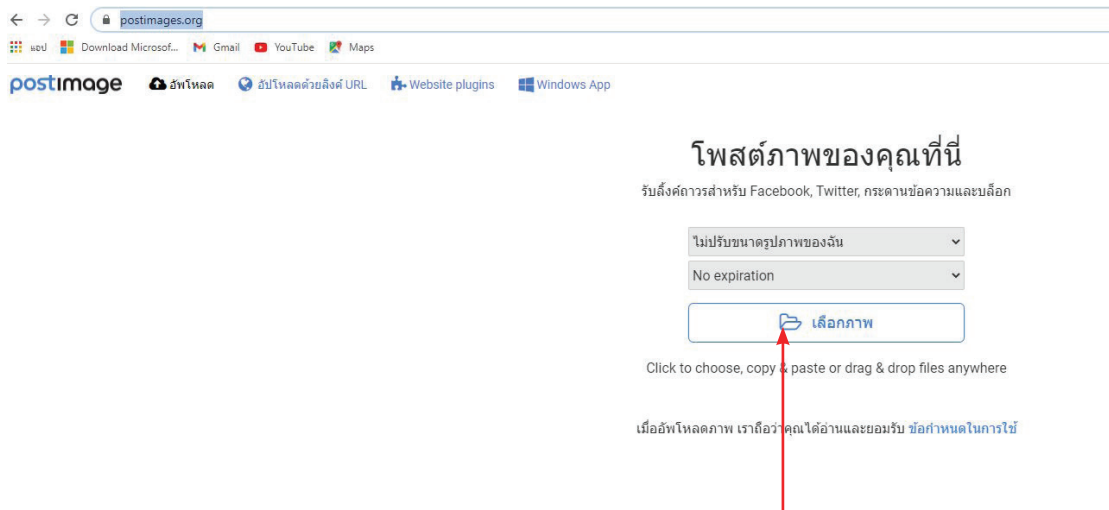 postimages.org
แอป Download Microsof... Gmail YouTube Maps
postimage อัพโหลด อัปโหลดด้วยลิงค์ URL Website plugins Windows App
โพสต์ภาพของคุณที่นี่
รับลิ้งค์ถาวรสำหรับ Facebook, Twitter, กระดานข้อความและบล็อก
ไม่ปรับขนาดรูปภาพของฉัน
No expiration
เลือกภาพ
Click to choose, copy & paste or drag & drop files anywhere
เมื่ออัพโหลดภาพ เราถือว่าคุณได้อ่านและยอมรับ ข้อกำหนดในการใช้